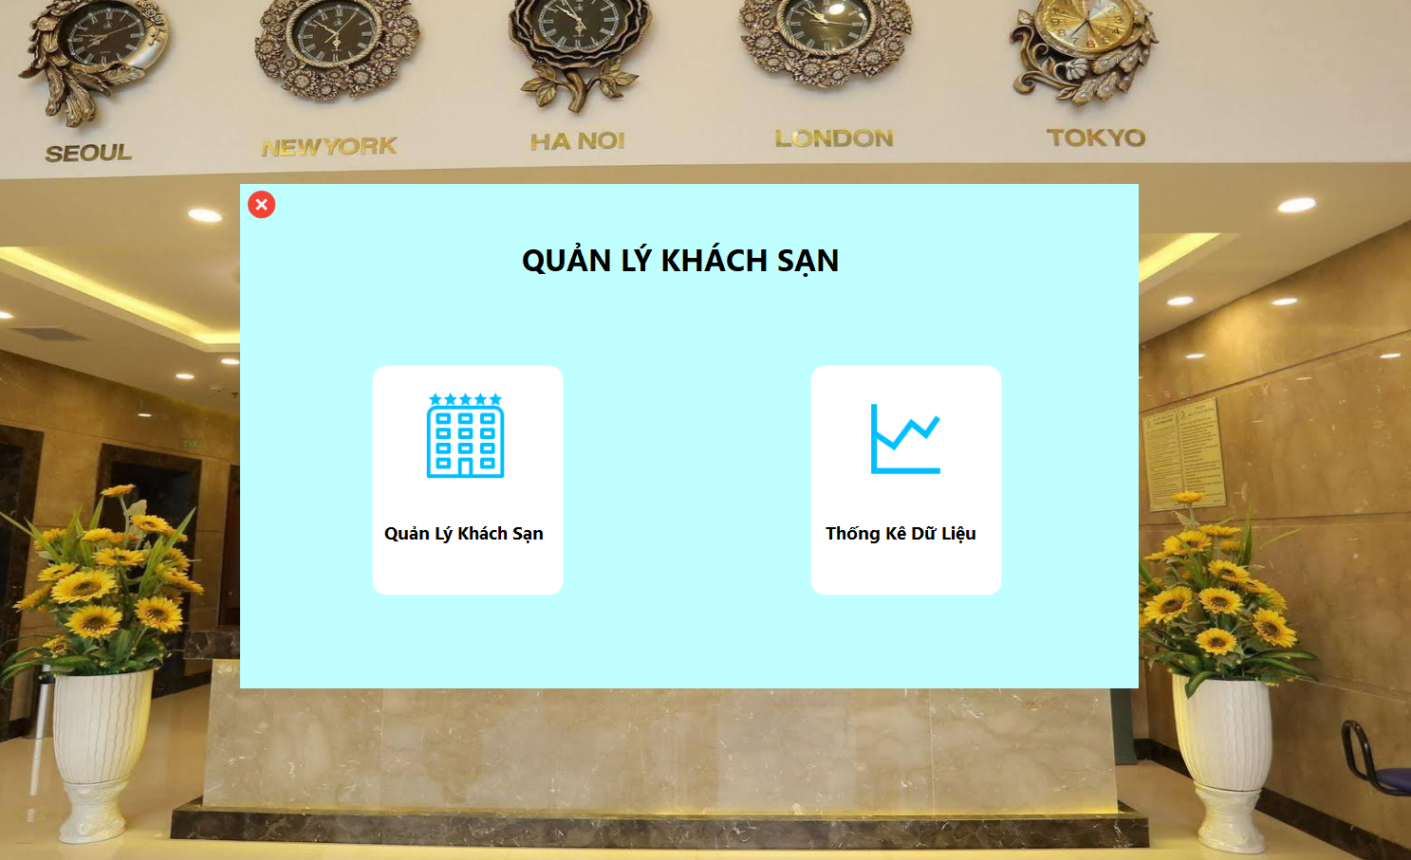 SEOUL
NEWYORK
HA NOI
LONDON
TOKYO
QUẢN LÝ KHÁCH SẠN
Quản Lý Khách Sạn
Thống Kê Dữ Liệu